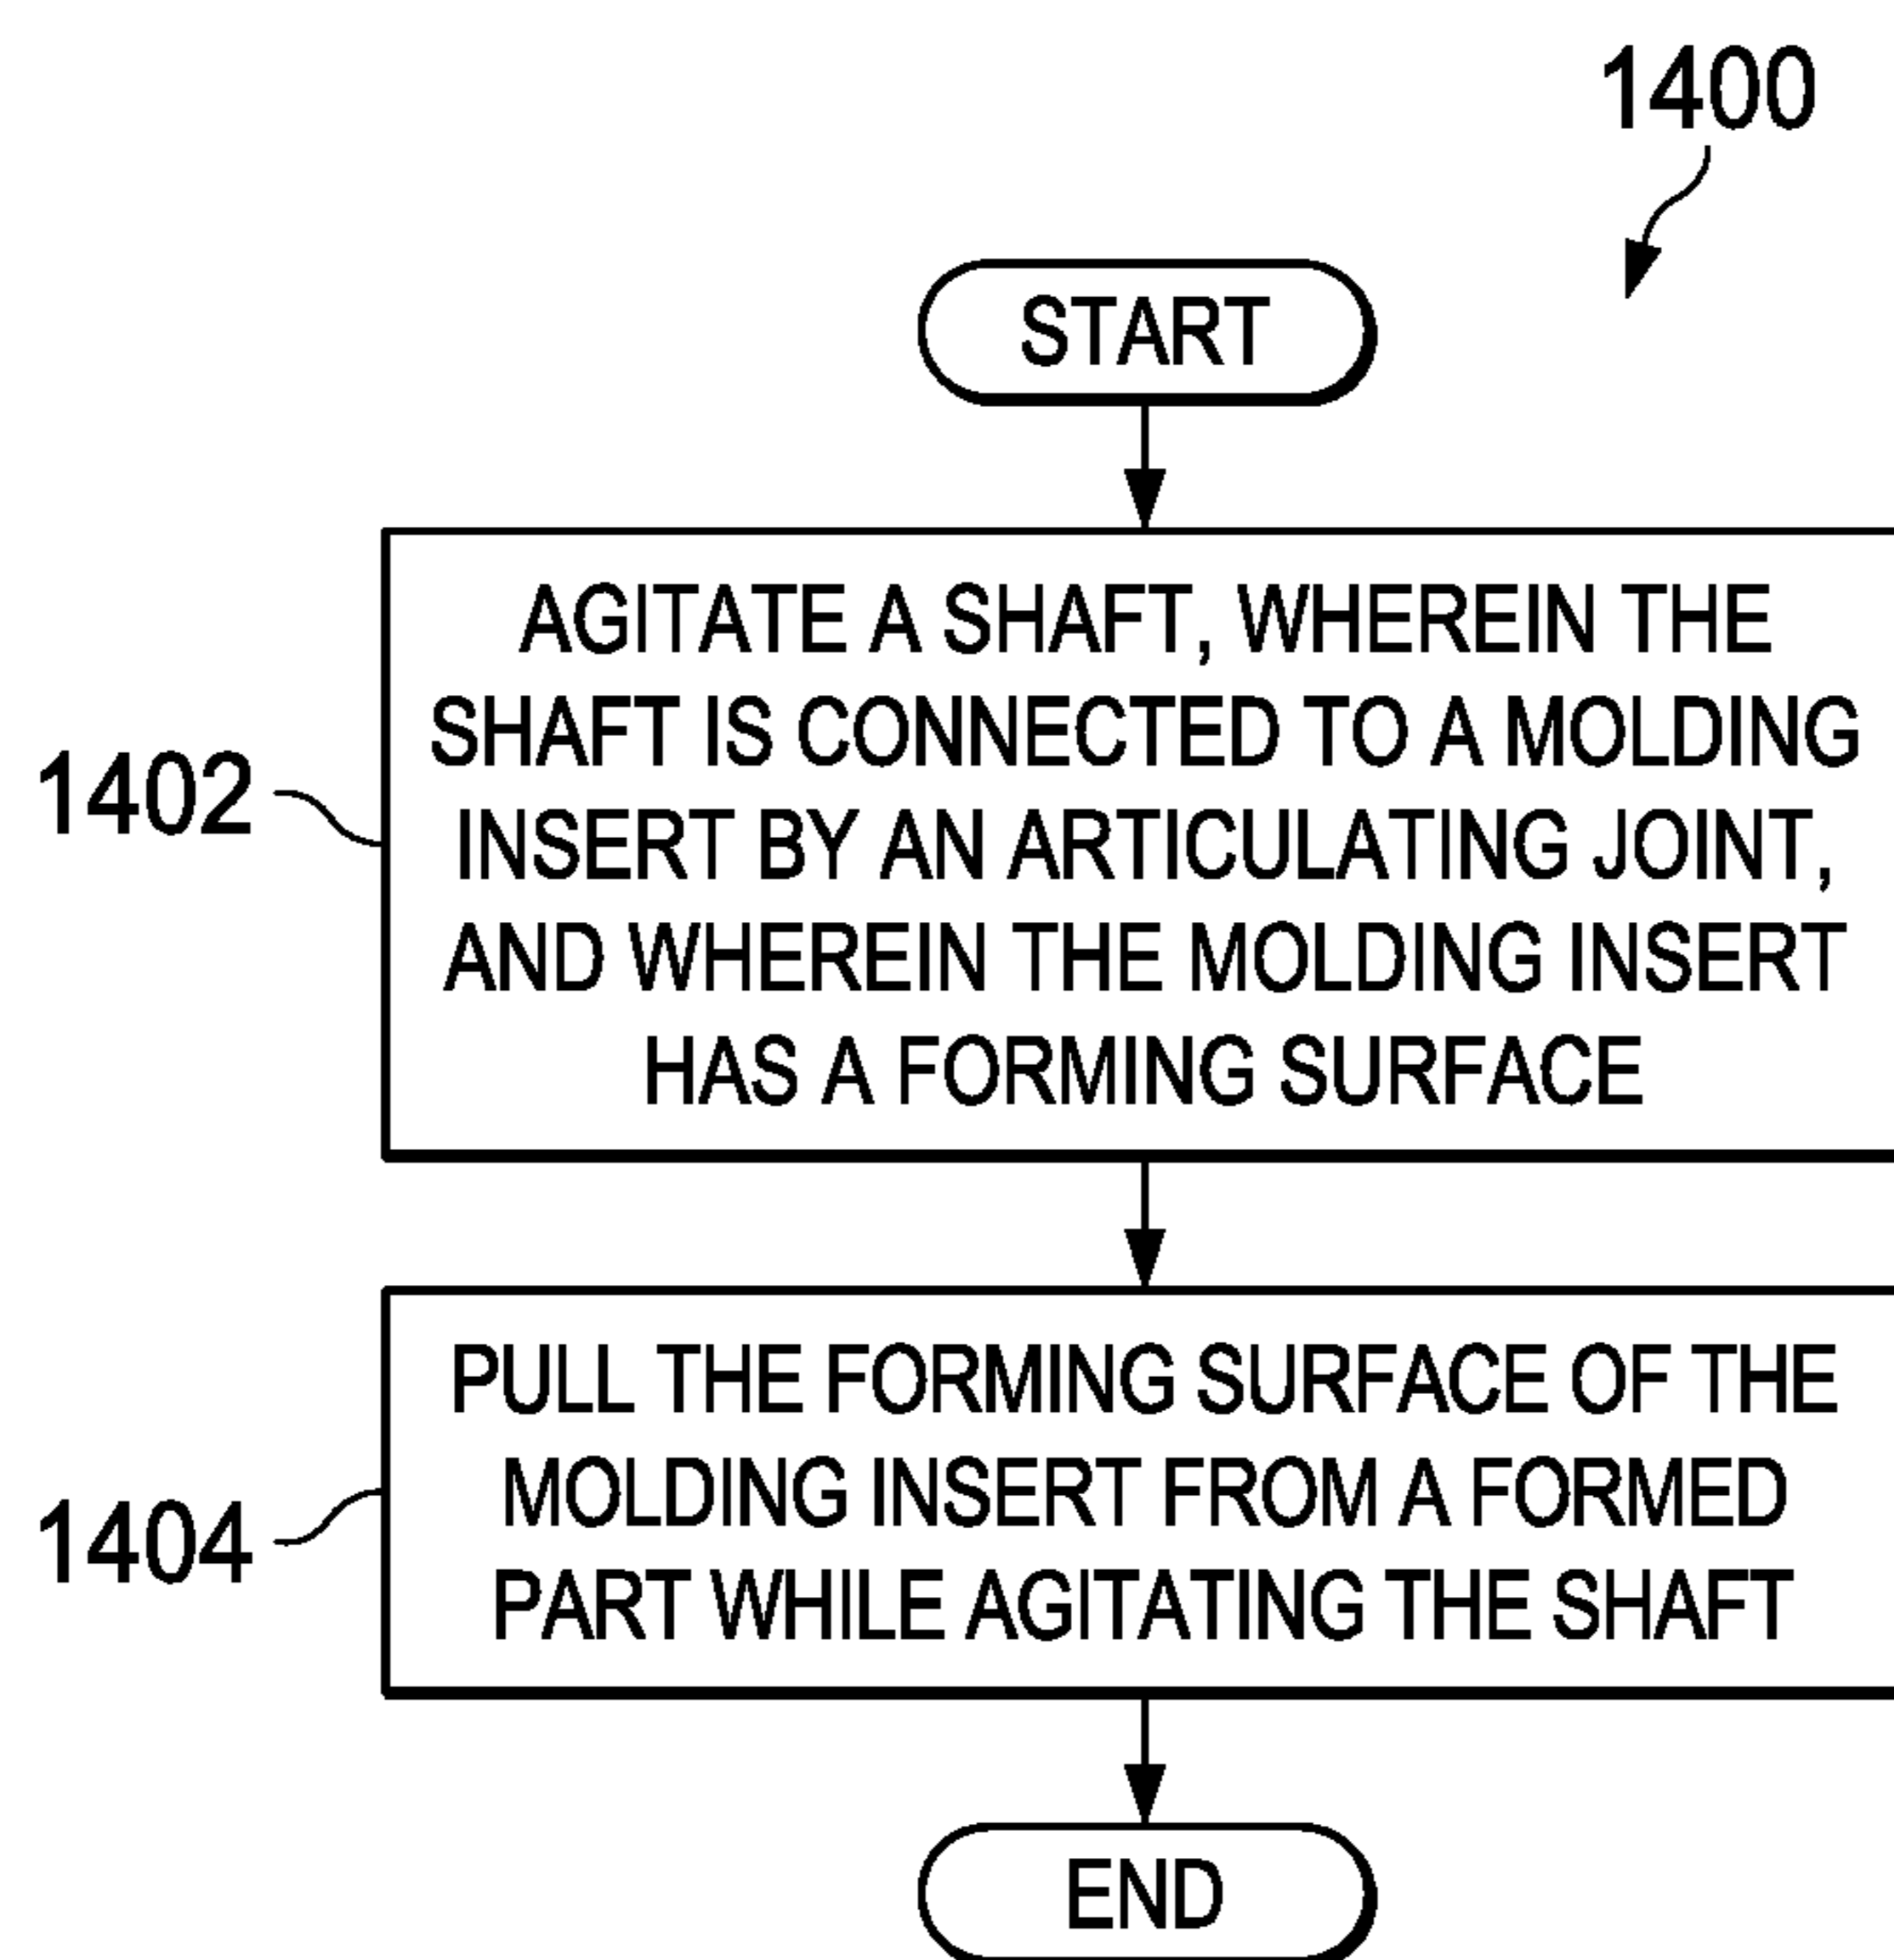 1400
START
AGITATE A SHAFT, WHEREIN THE
SHAFT IS CONNECTED TO A MOLDING
1402
INSERT BY AN ARTICULATING JOINT,
AND WHEREIN THE MOLDING INSERT
HAS A FORMING SURFACE
PULL THE FORMING SURFACE OF THE
MOLDING INSERT FROM A FORMED
1404
PART WHILE AGITATING THE SHAFT
END